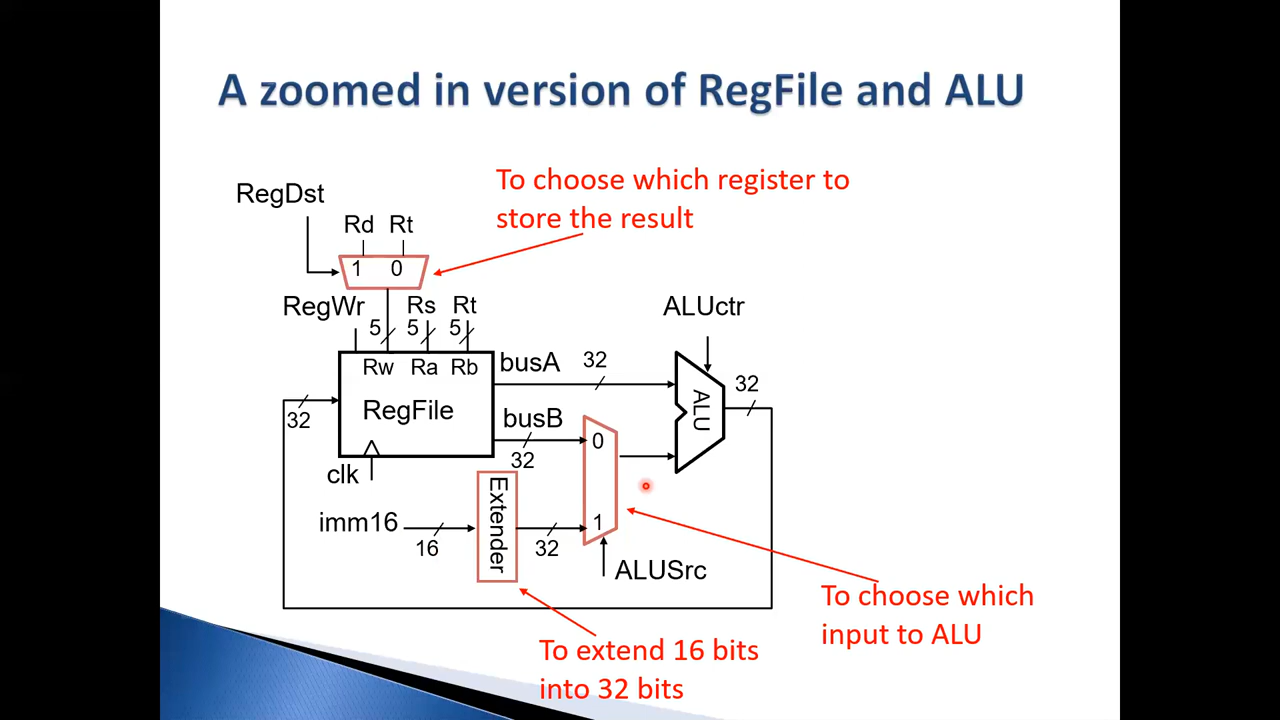 A zoomed in version of RegFile and ALU
To choose which register to
store the result
RegDst
Rd Rt
1 0
RegWr
Rs Rt
ALUctr
5 5 5
Rw Ra Rb
busA 32
32
RegFile
ALU
busB
0
32
32
clk
Extender
imm16
1
16
32
ALUSrc
To choose which
input to ALU
To extend 16 bits
into 32 bits